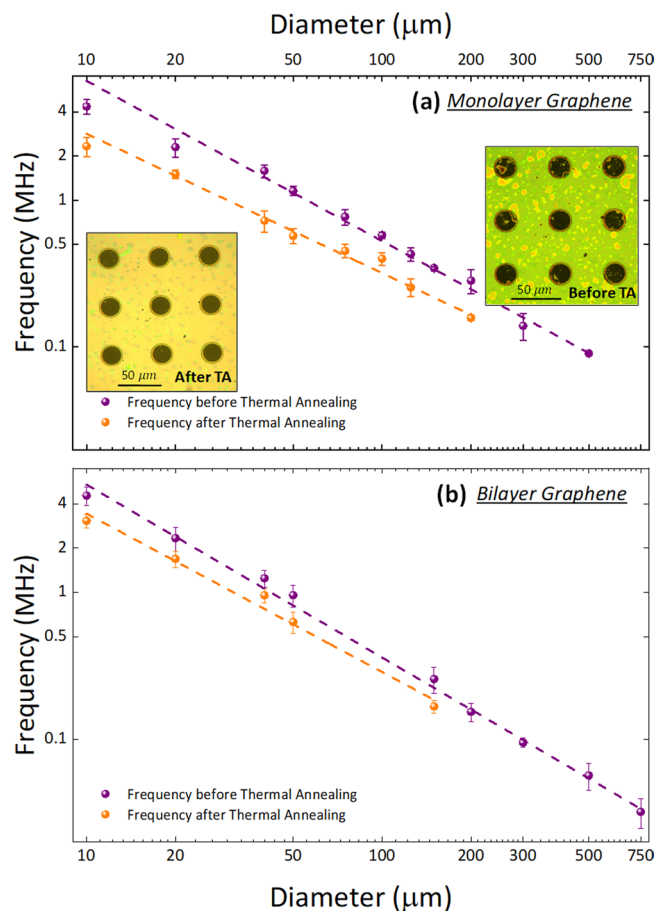 Diameter (μm)
10 20 50 100 200 300 500 750
(a) Monolayer Graphene
Frequency (MHz)
4
2
1
0.5
0.1
50 μm
Before TA
50 μm
After TA
Frequency before Thermal Annealing
Frequency after Thermal Annealing
(b) Bilayer Graphene
Frequency (MHz)
4
2
1
0.5
0.1
Frequency before Thermal Annealing
Frequency after Thermal Annealing
10 20 50 100 200 300 500 750
Diameter (μm)